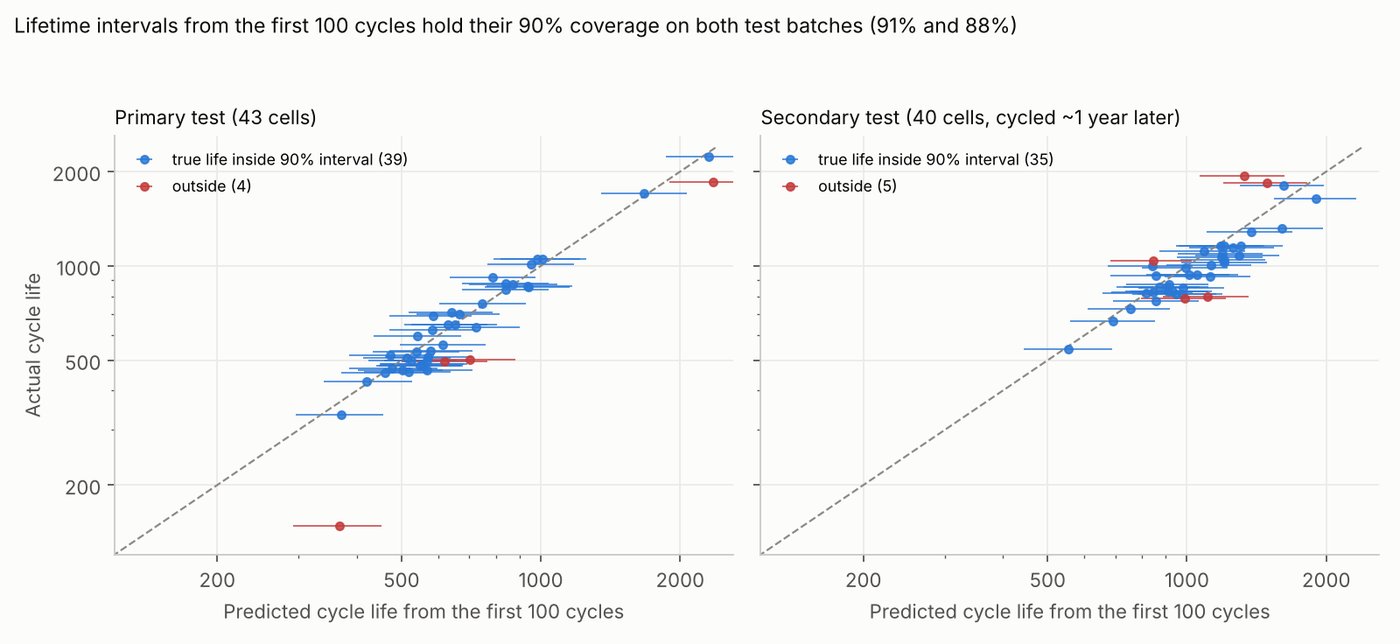 Lifetime intervals from the first 100 cycles hold their 90% coverage on both test batches (91% and 88%)
Primary test (43 cells)
true life inside 90% interval (39)
outside (4)
2000
1000
500
200
Actual cycle life
200 500 1000 2000
Predicted cycle life from the first 100 cycles
Secondary test (40 cells, cycled ~1 year later)
true life inside 90% interval (35)
outside (5)
200 500 1000 2000
Predicted cycle life from the first 100 cycles